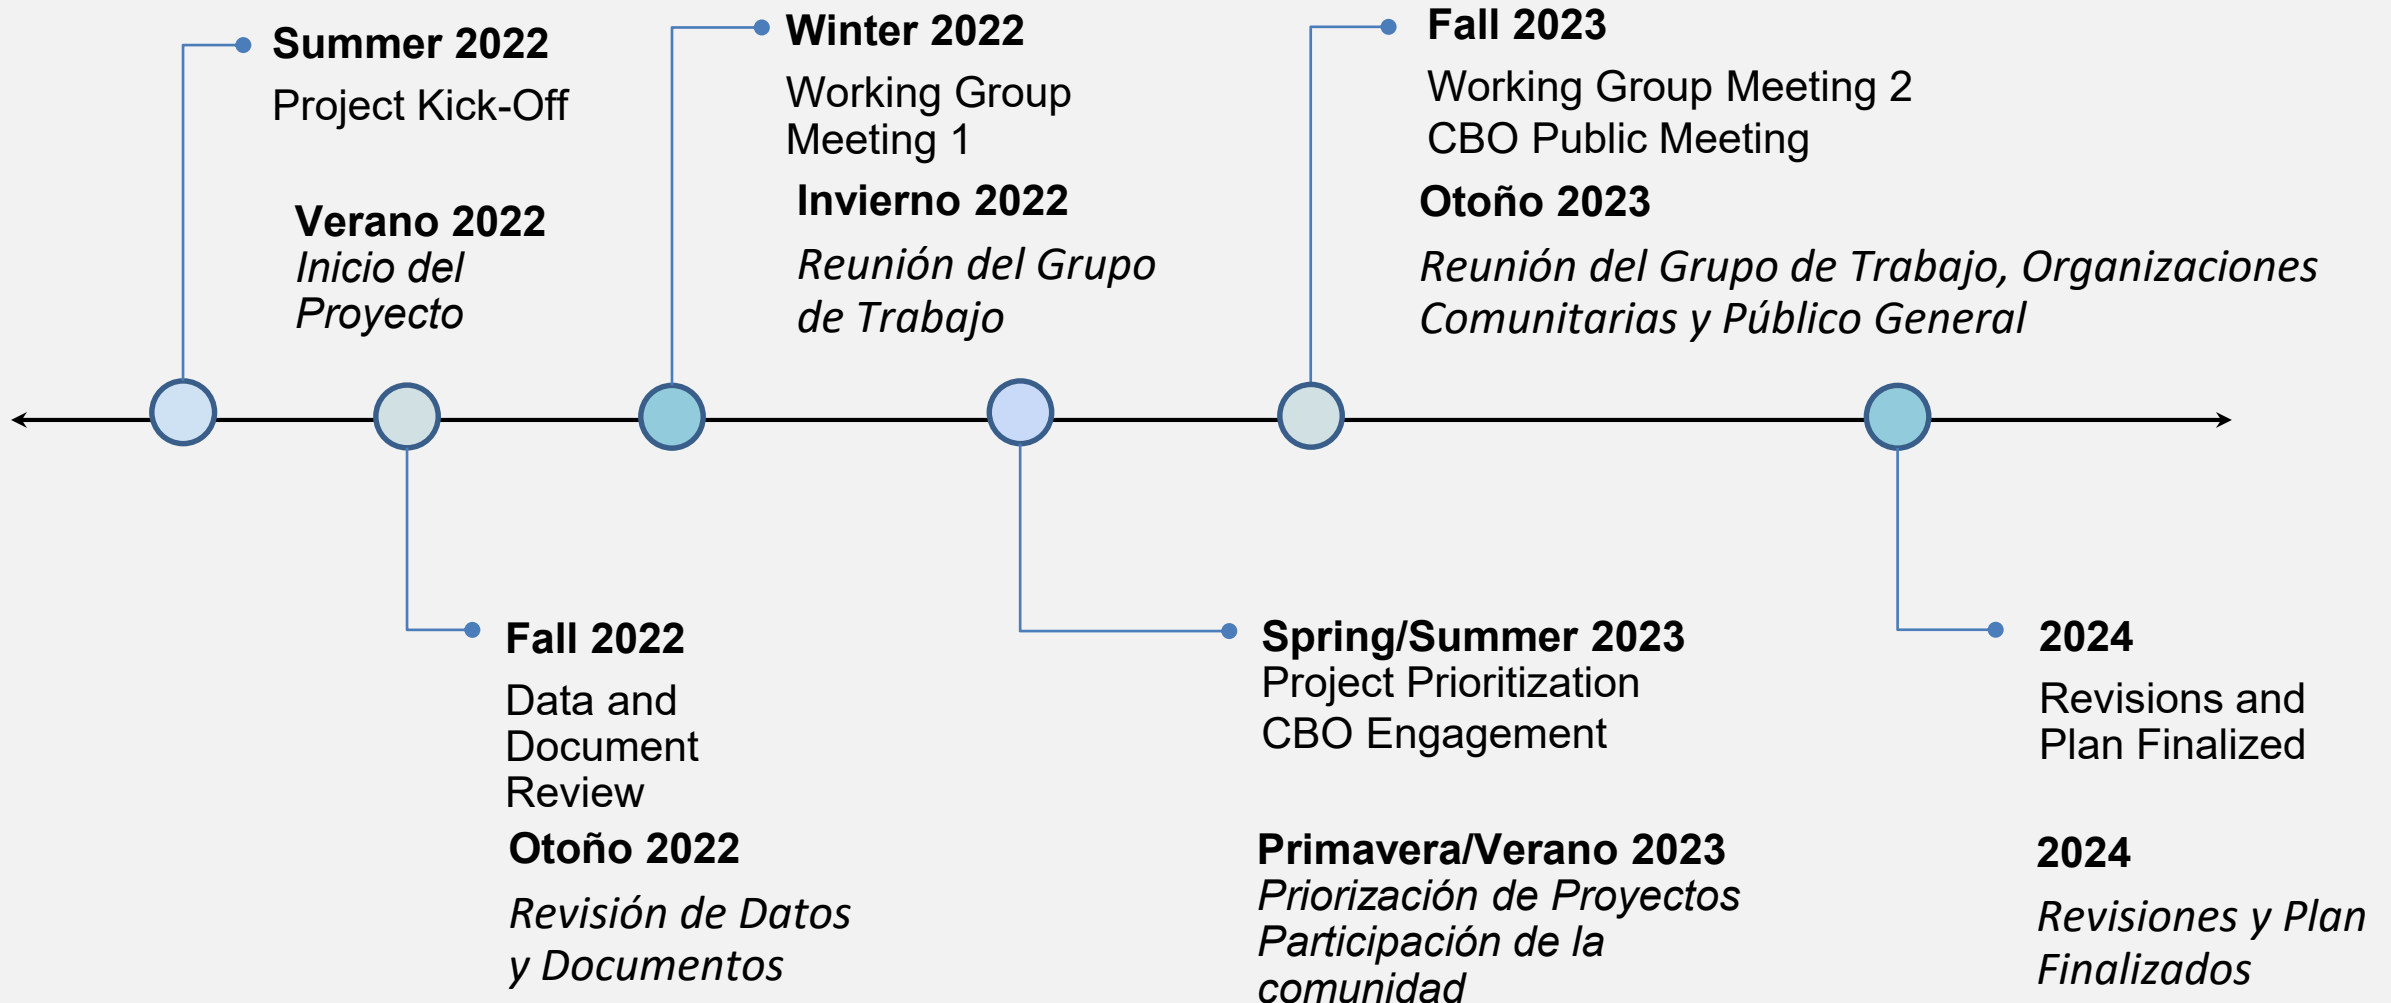 Summer 2022
Project Kick-Off
Verano 2022
Inicio del
Proyecto
Winter 2022
Working Group
Meeting 1
Invierno 2022
Reunión del Grupo
de Trabajo
Fall 2023
Working Group Meeting 2
CBO Public Meeting
Otoño 2023
Reunión del Grupo de Trabajo, Organizaciones
Comunitarias y Público General
Fall 2022
Data and
Document
Review
Otoño 2022
Revisión de Datos
y Documentos
Spring/Summer 2023
Project Prioritization
CBO Engagement
Primavera/Verano 2023
Priorización de Proyectos
Participación de la
comunidad
2024
Revisions and
Plan Finalized
2024
Revisiones y Plan
Finalizados